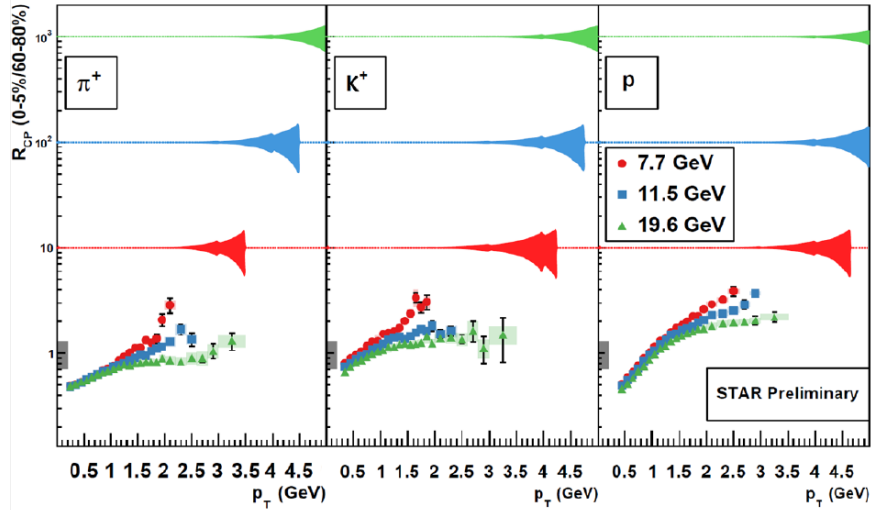 R_CP (0-5%/60-80%)
10³
10²
10
1
π⁺
K⁺
p
7.7 GeV
11.5 GeV
19.6 GeV
STAR Preliminary
0.5 1 1.5 2 2.5 3 3.5 4 4.5
0.5 1 1.5 2 2.5 3 3.5 4 4.5
0.5 1 1.5 2 2.5 3 3.5 4 4.5
p_T (GeV)
p_T (GeV)
p_T (GeV)